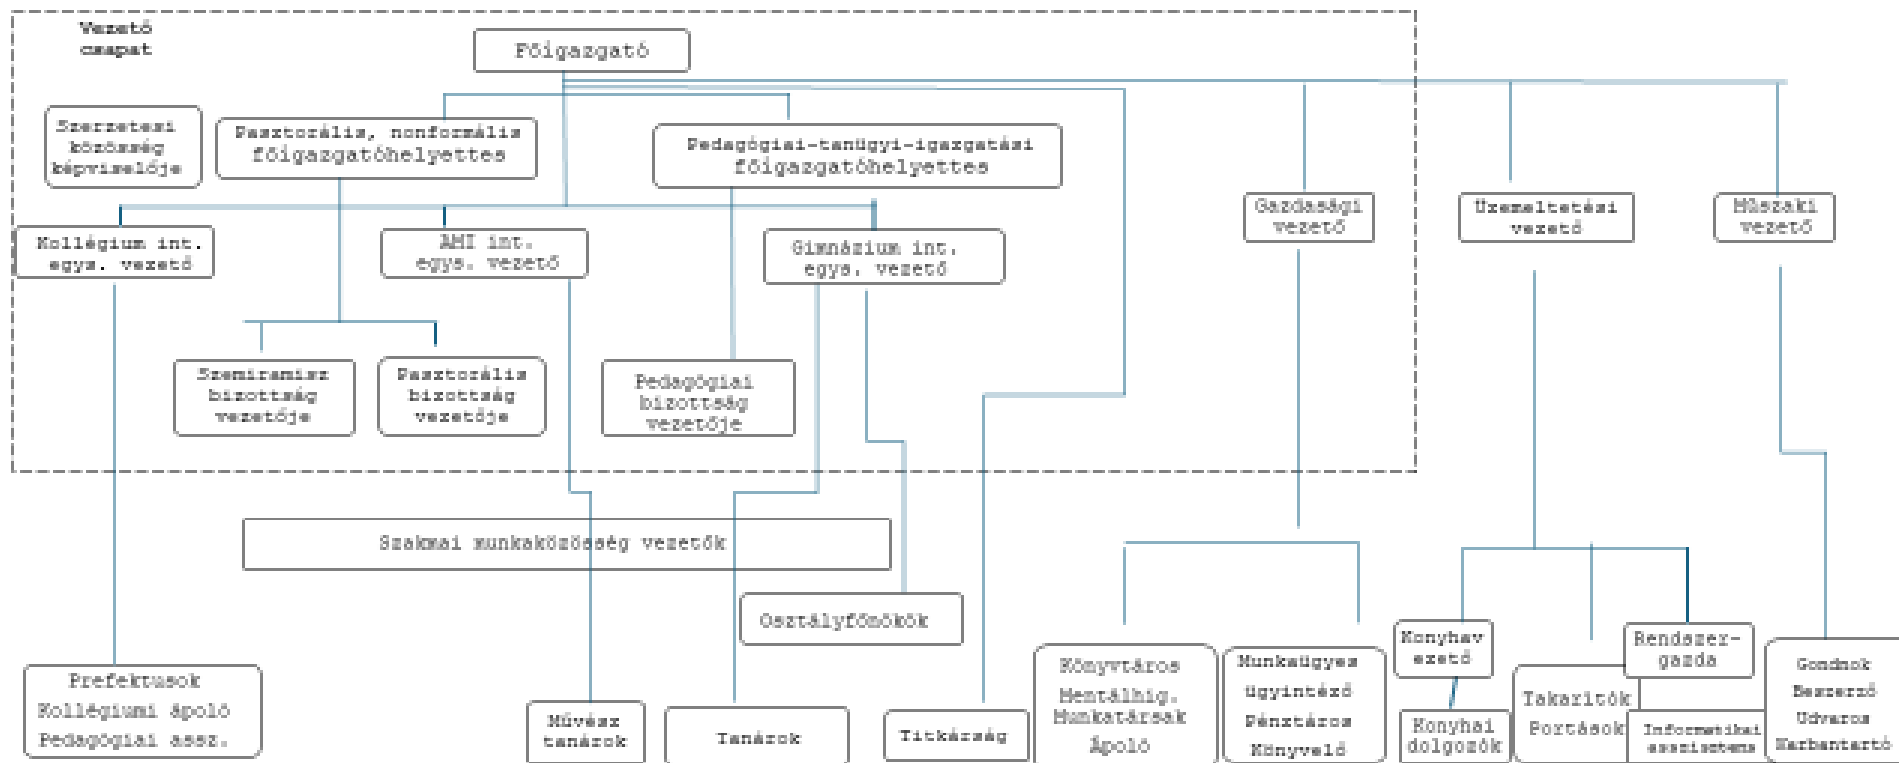 Vezető
csapat
Főigazgató
Szerzetesi
közösség
képviselője
Pasztorális, nonformális
főigazgatóhelyettes
Pedagógiai-tanügyi-igazgatási
főigazgatóhelyettes
Gazdasági
vezető
Üzemeltetési
vezető
Műszaki
vezető
Kollégium int.
egys. vezető
AMI int.
egys. vezető
Gimnázium int.
egys. vezető
Szemiramisz
bizottság
vezetője
Pasztorális
bizottság
vezetője
Pedagógiai
bizottság
vezetője
Szakmai munkaközösség vezetők
Osztályfőnökök
Prefektusok
Kollégiumi ápoló
Pedagógiai assz.
Művész
tanárok
Tanárok
Titkárság
Könyvtáros
Mentálhig.
Munkatársak
Ápoló
Munkaügyes
ügyintéző
Pénztáros
Könyvelő
Konyhav
ezető
Konyhai
dolgozók
Takarítók
Portások
Rendszer-
gazda
Informatikai
asszisztens
Gondnok
Beszerző
Udvaros
Karbantartó